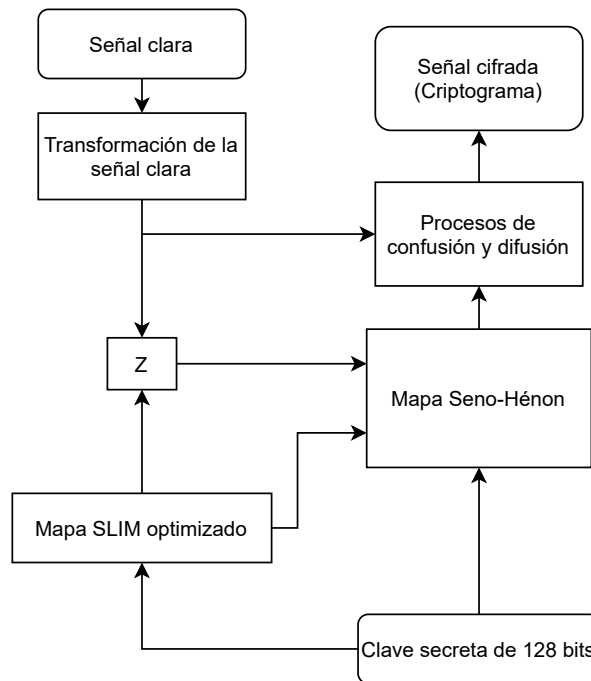 Señal clara
Señal cifrada
(Criptograma)
Transformación de la
señal clara
Procesos de
confusión y difusión
Z
Mapa Seno-Hénon
Mapa SLIM optimizado
Clave secreta de 128 bits